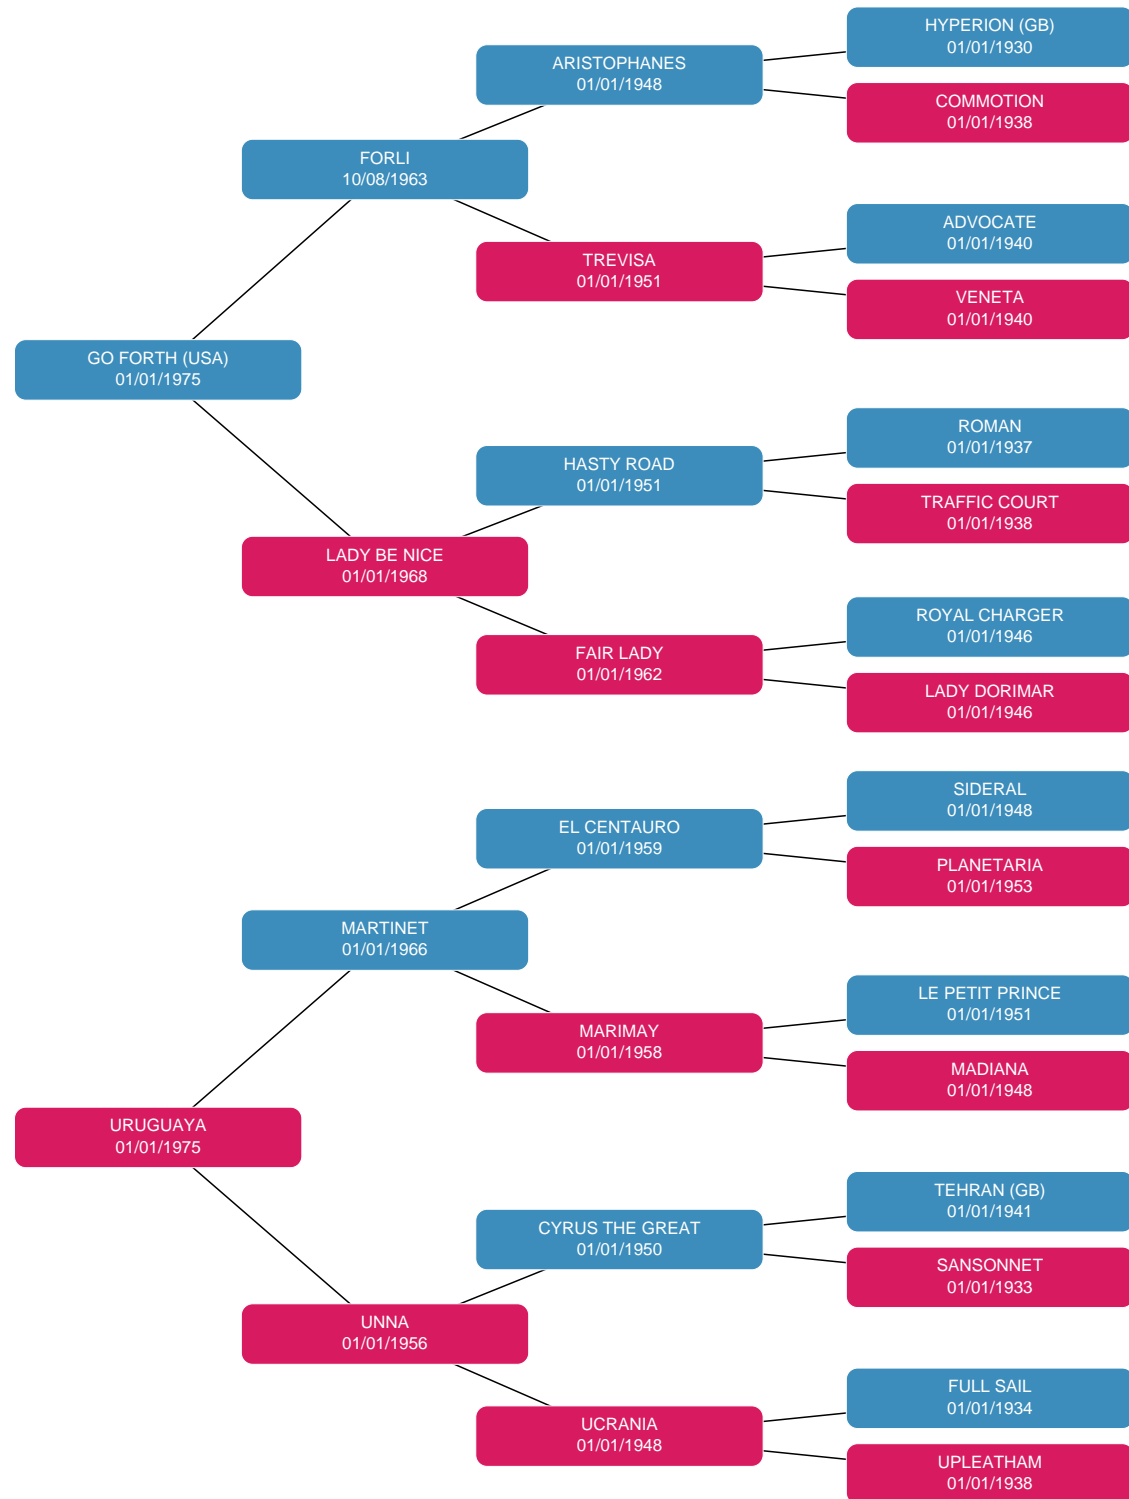 HYPERION (GB)
01/01/1930
ARISTOPHANES
01/01/1948
COMMOTION
01/01/1938
FORLI
10/08/1963
ADVOCATE
01/01/1940
TREVISA
01/01/1951
VENETA
01/01/1940
GO FORTH (USA)
01/01/1975
ROMAN
01/01/1937
HASTY ROAD
01/01/1951
TRAFFIC COURT
01/01/1938
LADY BE NICE
01/01/1968
ROYAL CHARGER
01/01/1946
FAIR LADY
01/01/1962
LADY DORIMAR
01/01/1946
SIDERAL
01/01/1948
EL CENTAURO
01/01/1959
PLANETARIA
01/01/1953
MARTINET
01/01/1966
LE PETIT PRINCE
01/01/1951
MARIMAY
01/01/1958
MADIANA
01/01/1948
URUGUAYA
01/01/1975
TEHRAN (GB)
01/01/1941
CYRUS THE GREAT
01/01/1950
SANSONNET
01/01/1933
UNNA
01/01/1956
FULL SAIL
01/01/1934
UCRANIA
01/01/1948
UPLEATHAM
01/01/1938